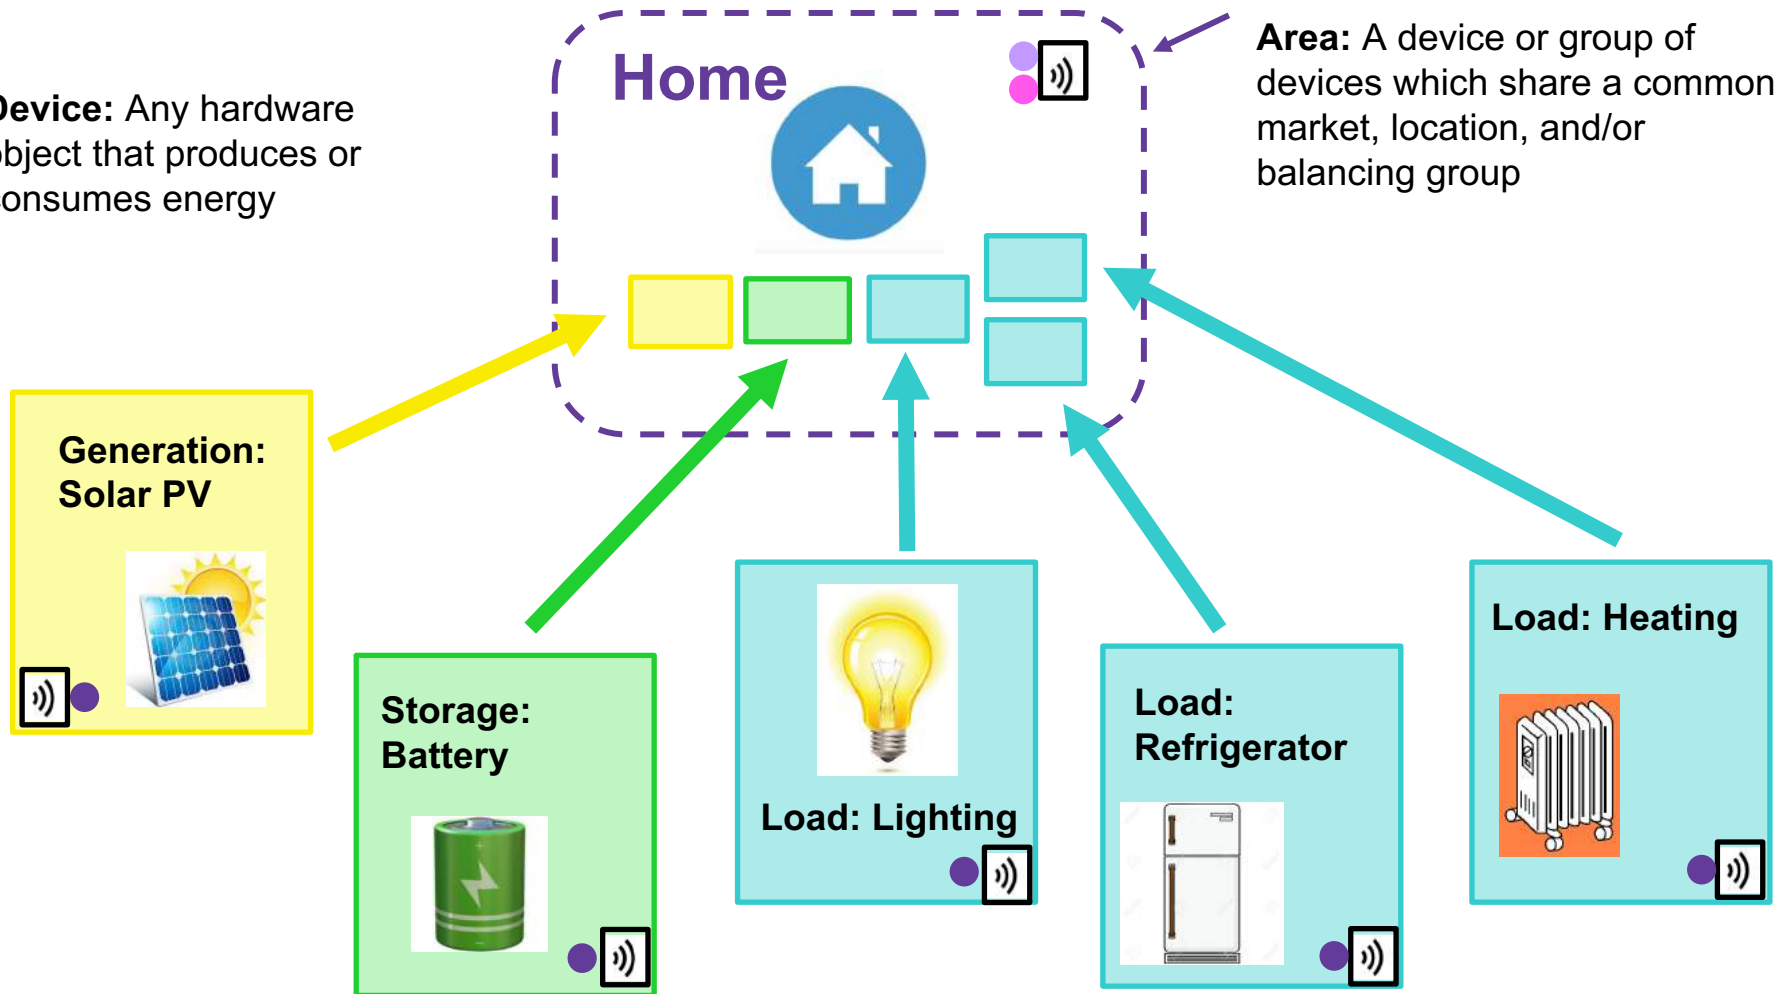 Home
Area: A device or group of
devices which share a common
market, location, and/or
balancing group
Device: Any hardware
object that produces or
consumes energy
Generation:
Solar PV
Storage:
Battery
Load: Lighting
Load:
Refrigerator
Load: Heating